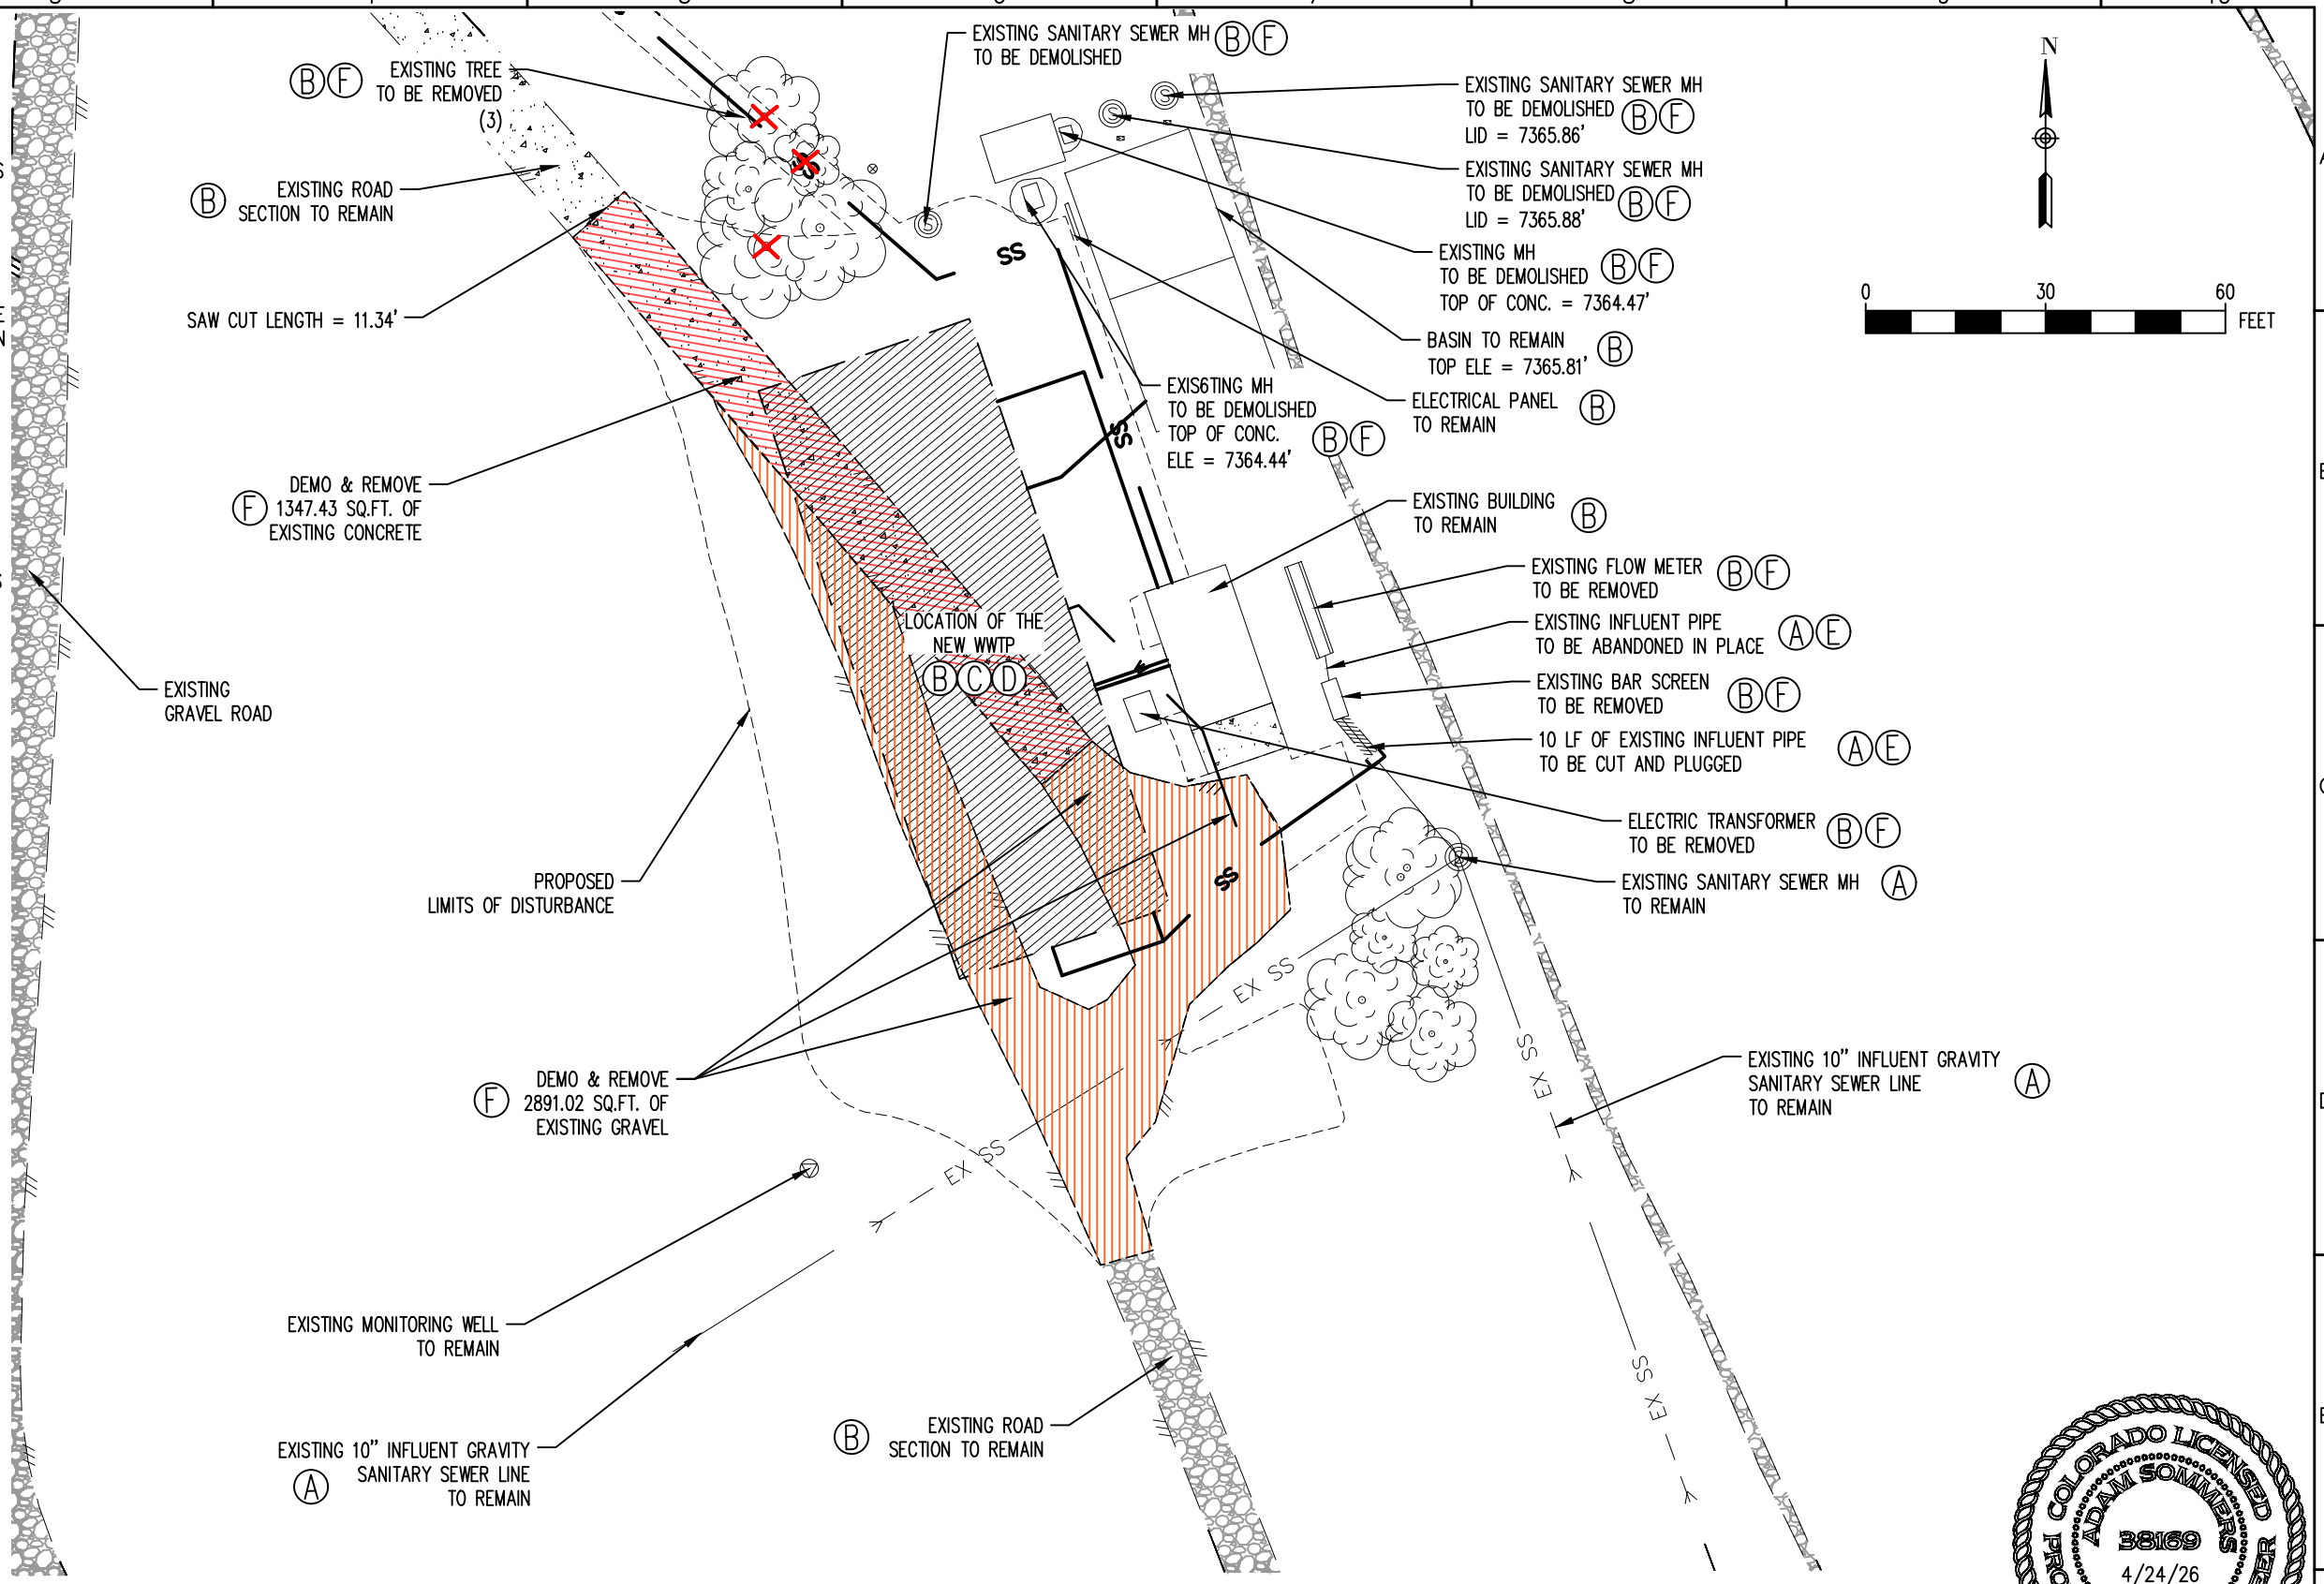 EXISTING SANITARY SEWER MH B F
TO BE DEMOLISHED
B F EXISTING TREE
TO BE REMOVED
(3)
EXISTING SANITARY SEWER MH
TO BE DEMOLISHED B F
LID = 7365.86'
EXISTING SANITARY SEWER MH
TO BE DEMOLISHED B F
LID = 7365.88'
N
0 30 60
FEET
B EXISTING ROAD
SECTION TO REMAIN
SS
SS
EXISTING MH
TO BE DEMOLISHED B F
TOP OF CONC. = 7364.47'
SAW CUT LENGTH = 11.34'
BASIN TO REMAIN B
TOP ELE = 7365.81'
EXIS6TING MH
TO BE DEMOLISHED
TOP OF CONC. B F
ELE = 7364.44'
ELECTRICAL PANEL B
TO REMAIN
SS
DEMO & REMOVE
F 1347.43 SQ.FT. OF
EXISTING CONCRETE
EXISTING BUILDING B
TO REMAIN
EXISTING FLOW METER B F
TO BE REMOVED
LOCATION OF THE
NEW WWTP
B C D
EXISTING INFLUENT PIPE
TO BE ABANDONED IN PLACE A E
EXISTING
GRAVEL ROAD
EXISTING BAR SCREEN B F
TO BE REMOVED
10 LF OF EXISTING INFLUENT PIPE A E
TO BE CUT AND PLUGGED
ELECTRIC TRANSFORMER B F
TO BE REMOVED
PROPOSED
LIMITS OF DISTURBANCE
SS
EXISTING SANITARY SEWER MH A
TO REMAIN
EX SS
EX SS
DEMO & REMOVE
F 2891.02 SQ.FT. OF
EXISTING GRAVEL
EXISTING 10" INFLUENT GRAVITY
SANITARY SEWER LINE A
TO REMAIN
EX SS
EXISTING MONITORING WELL
TO REMAIN
EX SS
EXISTING ROAD
B SECTION TO REMAIN
EXISTING 10" INFLUENT GRAVITY
A SANITARY SEWER LINE
TO REMAIN
COLORADO LICENSED
ADAM SOMMERS
38169
4/24/26